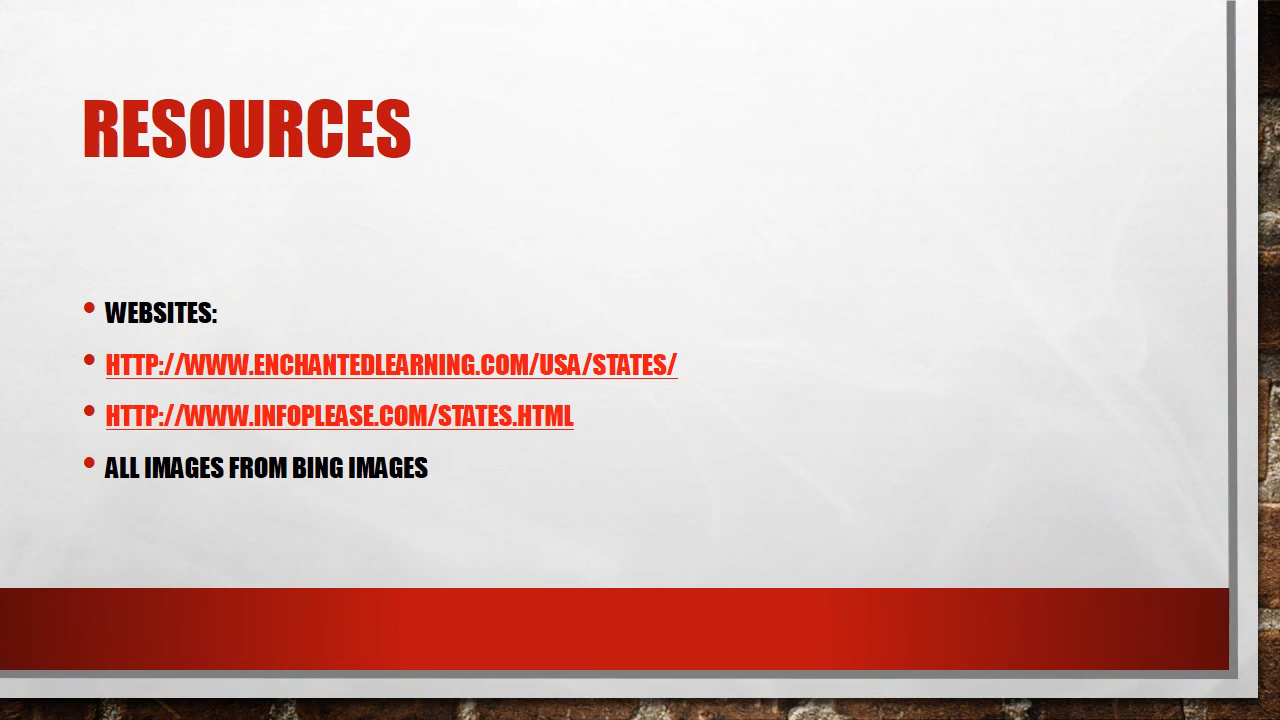 RESOURCES
• WEBSITES:
• HTTP://WWW.ENCHANTEDLEARNING.COM/USA/STATES/
• HTTP://WWW.INFOPLEASE.COM/STATES.HTML
• ALL IMAGES FROM BING IMAGES